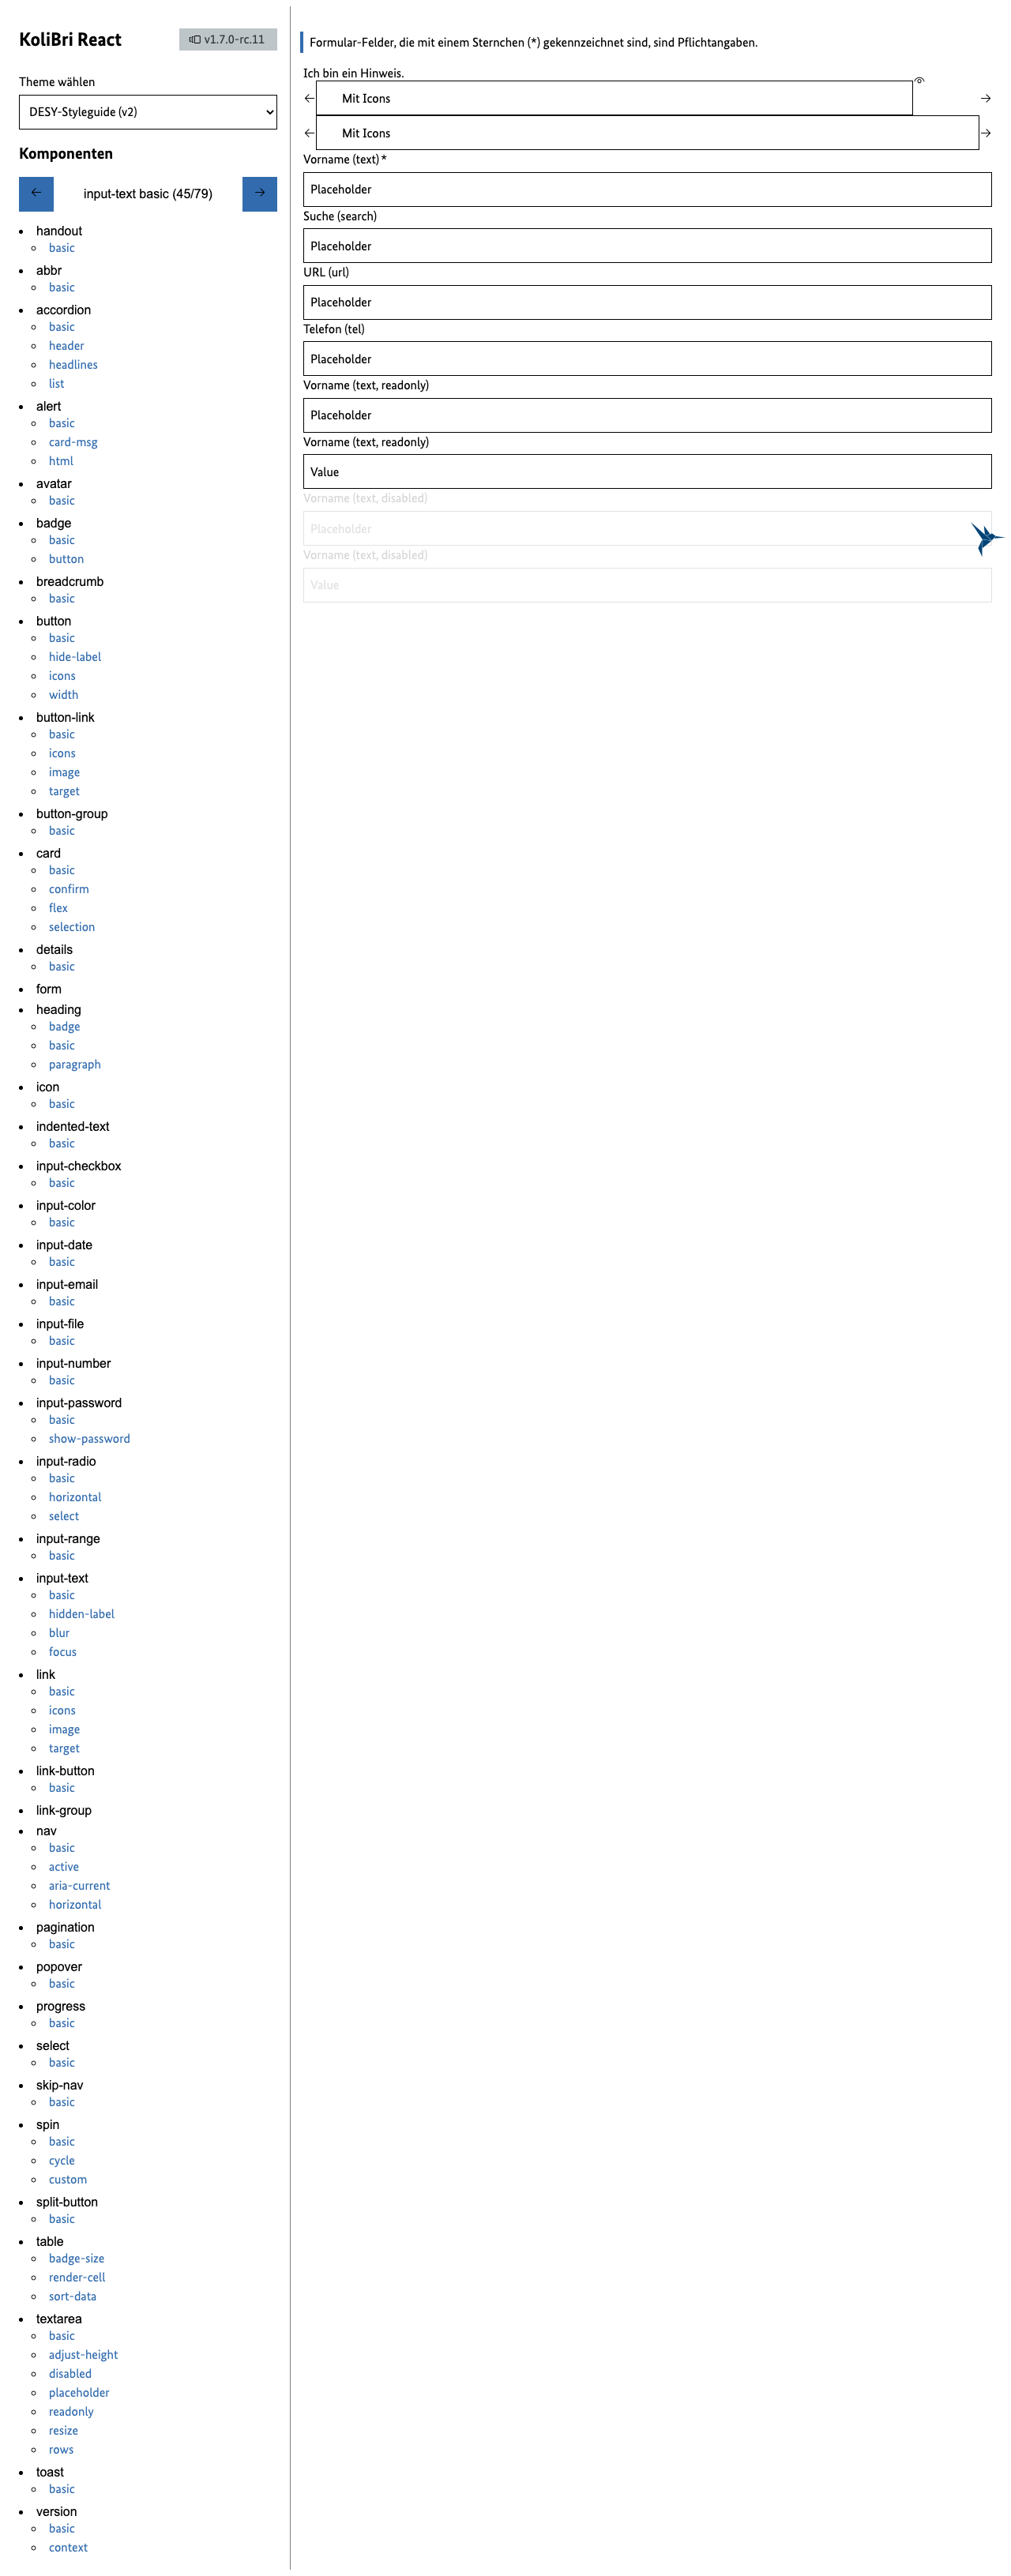 KoliBri React
v1.7.0-rc.11
Theme wählen
DESY-Styleguide (v2)
Komponenten
input-text basic (45/79)
handout
basic
abbr
basic
accordion
basic
header
headlines
list
alert
basic
card-msg
html
avatar
basic
badge
basic
button
breadcrumb
basic
button
basic
hide-label
icons
width
button-link
basic
icons
image
target
button-group
basic
card
basic
confirm
flex
selection
details
basic
form
heading
badge
basic
paragraph
icon
basic
indented-text
basic
input-checkbox
basic
input-color
basic
input-date
basic
input-email
basic
input-file
basic
input-number
basic
input-password
basic
show-password
input-radio
basic
horizontal
select
input-range
basic
input-text
basic
hidden-label
blur
focus
link
basic
icons
image
target
link-button
basic
link-group
nav
basic
active
aria-current
horizontal
pagination
basic
popover
basic
progress
basic
select
basic
skip-nav
basic
spin
basic
cycle
custom
split-button
basic
table
badge-size
render-cell
sort-data
textarea
basic
adjust-height
disabled
placeholder
readonly
resize
rows
toast
basic
version
basic
context
Formular-Felder, die mit einem Sternchen (*) gekennzeichnet sind, sind Pflichtangaben.
Ich bin ein Hinweis.
Mit Icons
Mit Icons
Vorname (text) *
Placeholder
Suche (search)
Placeholder
URL (url)
Placeholder
Telefon (tel)
Placeholder
Vorname (text, readonly)
Placeholder
Vorname (text, readonly)
Value
Vorname (text, disabled)
Placeholder
Vorname (text, disabled)
Value